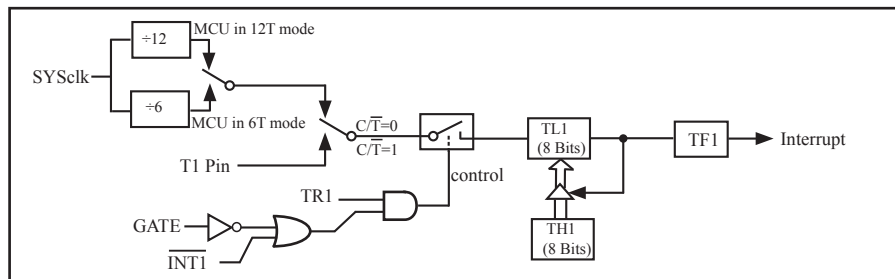 ÷12
MCU in 12T mode
SYSclk
÷6
MCU in 6T mode
C/T̅=0
C/T̅=1
T1 Pin
control
TL1
(8 Bits)
TF1
Interrupt
TR1
GATE
I̅N̅T̅1̅
TH1
(8 Bits)